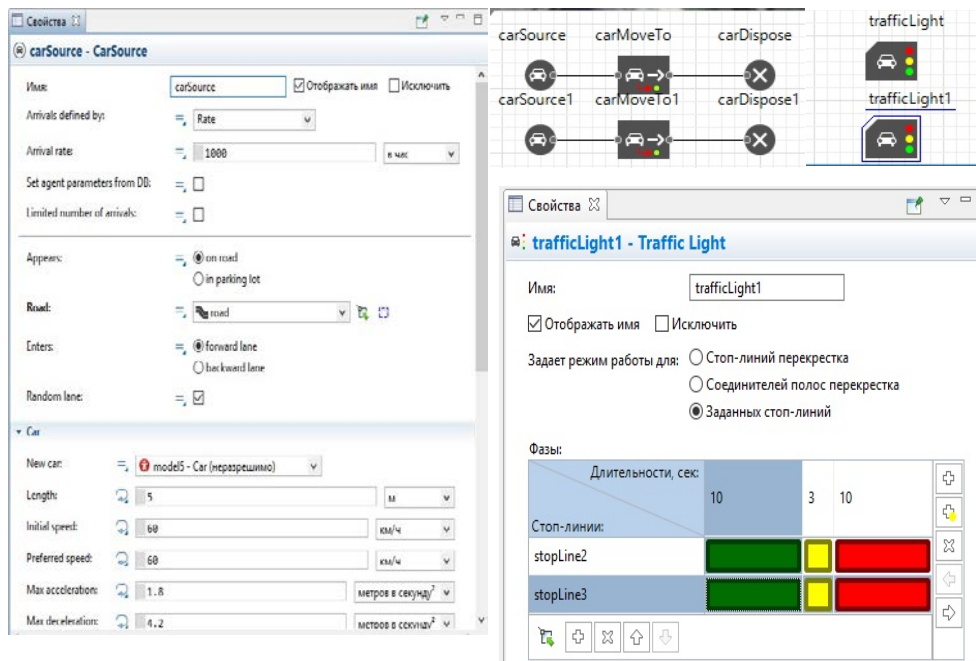 Свойства
carSource - CarSource
Имя: carSource Отображать имя Исключить
Arrivals defined by: Rate
Arrival rate: 1000 в час
Set agent parameters from DB:
Limited number of arrivals:
Appears: on road
in parking lot
Road: road
Enters: forward lane
backward lane
Random lane:
Car
New car: model5 - Car (неразрешимо)
Length: 5 м
Initial speed: 60 км/ч
Preferred speed: 60 км/ч
Max acceleration: 1.8 метров в секунду²
Max deceleration: 4.2 метров в секунду²
carSource carMoveTo carDispose
carSource1 carMoveTo1 carDispose1
trafficLight
trafficLight1
Свойства
trafficLight1 - Traffic Light
Имя: trafficLight1
Отображать имя Исключить
Задает режим работы для: Стоп-линий перекрестка
Соединителей полос перекрестка
Заданных стоп-линий
Фазы:
Длительности, сек: 10 3 10
Стоп-линии:
stopLine2
stopLine3